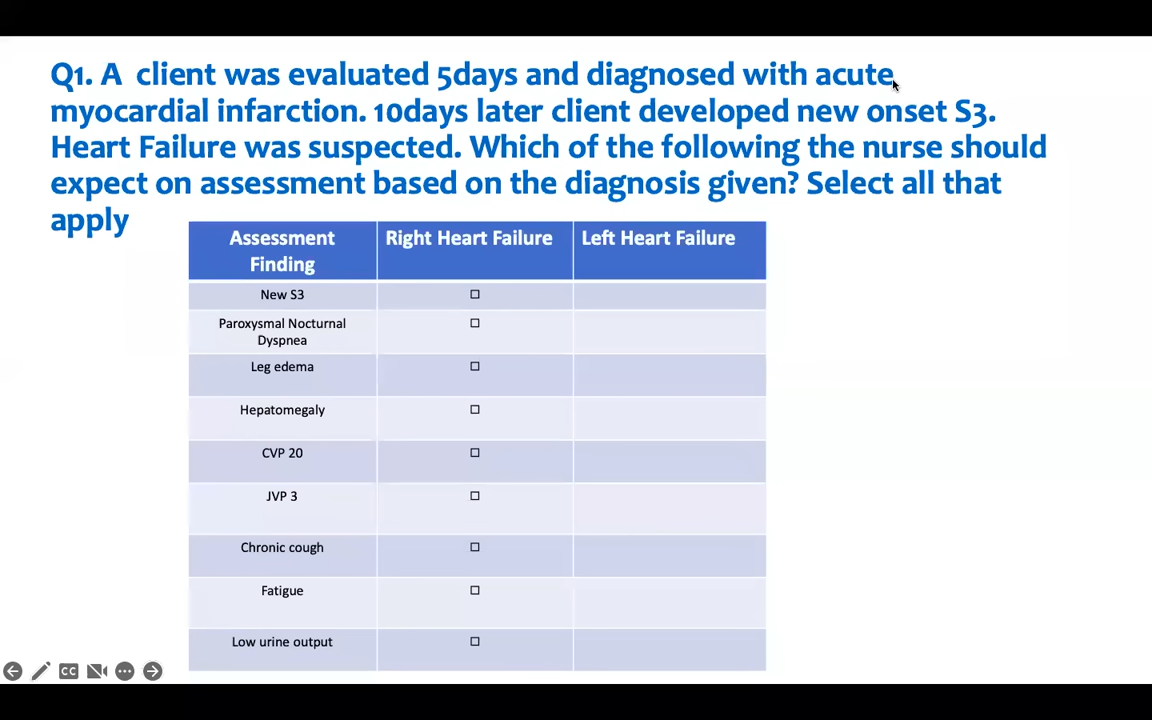 Q1. A client was evaluated 5days and diagnosed with acute
myocardial infarction. 10days later client developed new onset S3.
Heart Failure was suspected. Which of the following the nurse should
expect on assessment based on the diagnosis given? Select all that
apply
Assessment Finding
Right Heart Failure
Left Heart Failure
New S3
Paroxysmal Nocturnal
Dyspnea
Leg edema
Hepatomegaly
CVP 20
JVP 3
Chronic cough
Fatigue
Low urine output
CC